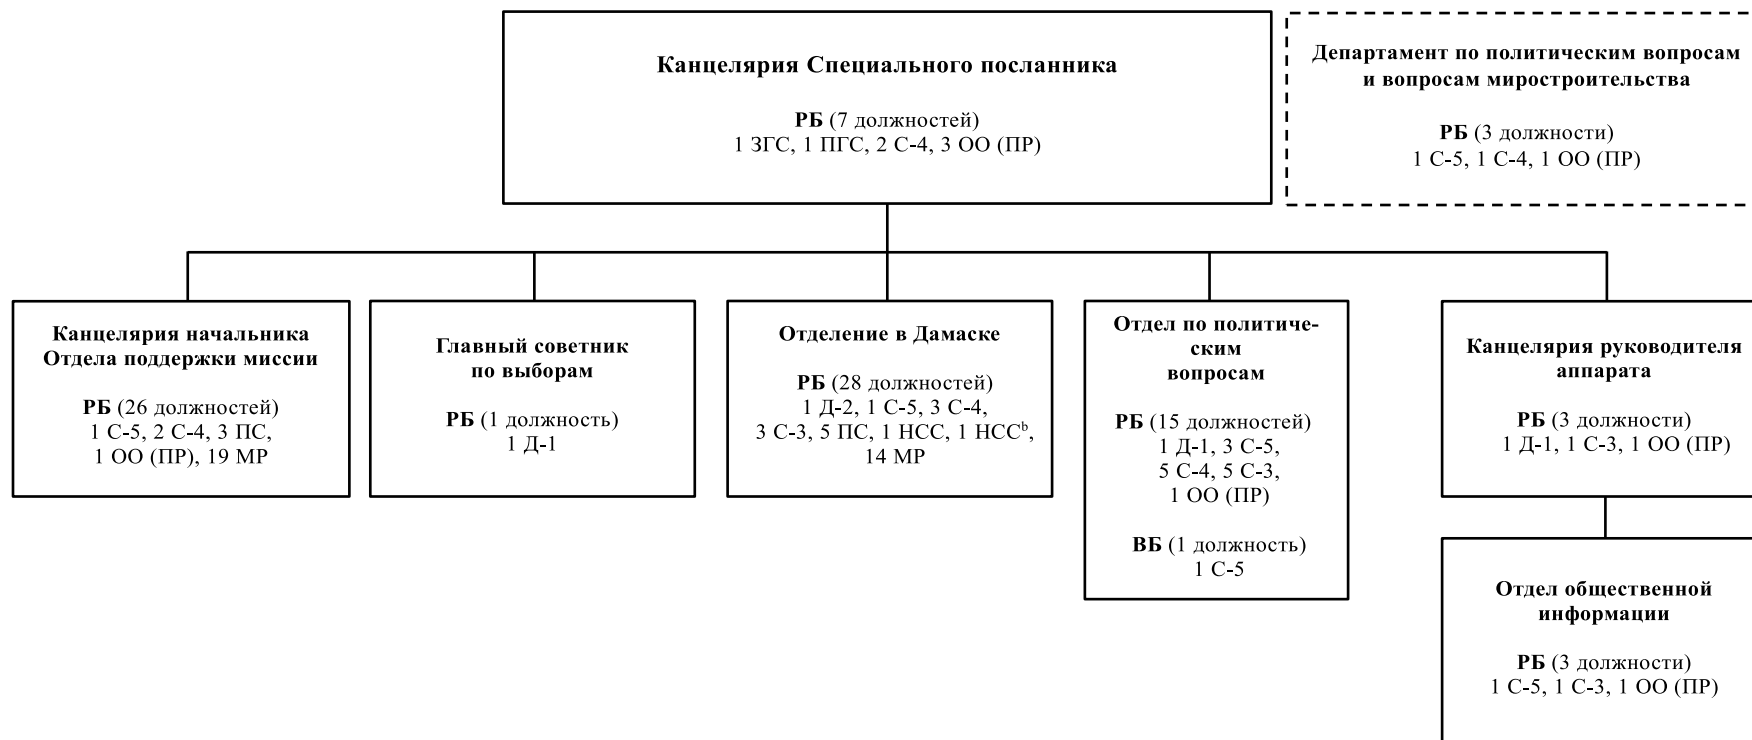 Канцелярия Специального посланника
РБ (7 должностей)
1 ЗГС, 1 ПГС, 2 С-4, 3 ОО (ПР)
Департамент по политическим вопросам
и вопросам миростроительства
РБ (3 должности)
1 С-5, 1 С-4, 1 ОО (ПР)
Канцелярия начальника
Отдела поддержки миссии
РБ (26 должностей)
1 С-5, 2 С-4, 3 ПС,
1 ОО (ПР), 19 МР
Главный советник
по выборам
РБ (1 должность)
1 Д-1
Отделение в Дамаске
РБ (28 должностей)
1 Д-2, 1 С-5, 3 С-4,
3 С-3, 5 ПС, 1 НСС, 1 НССᵇ,
14 МР
Отдел по политиче-
ским
вопросам
РБ (15 должностей)
1 Д-1, 3 С-5,
5 С-4, 5 С-3,
1 ОО (ПР)
ВБ (1 должность)
1 С-5
Канцелярия руководителя
аппарата
РБ (3 должности)
1 Д-1, 1 С-3, 1 ОО (ПР)
Отдел общественной
информации
РБ (3 должности)
1 С-5, 1 С-3, 1 ОО (ПР)